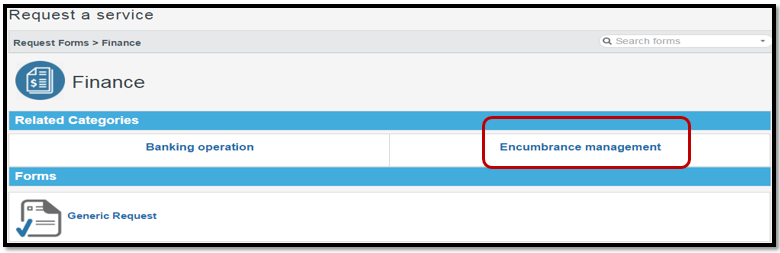 Request a service
Request Forms > Finance
Search forms
$
Finance
Related Categories
Banking operation
Encumbrance management
Forms
Generic Request